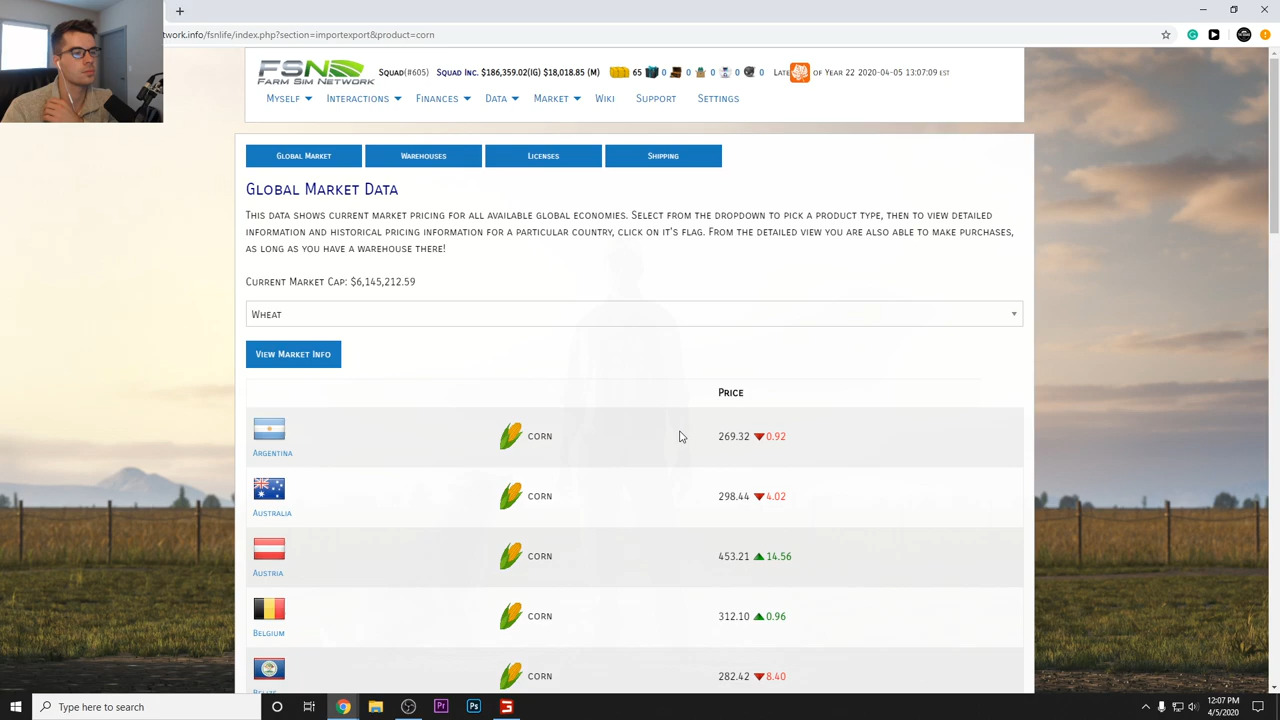 twork.info/fsnlife/index.php?section=importexport&product=corn
FSN
Farm Sim Network
Squad(#605) Squad Inc. $186,359.02(IG) $18,018.85 (M) 65 0 0 0 0 0 Late of Year 22 2020-04-05 13:07:09 EST
Myself Interactions Finances Data Market Wiki Support Settings
Global Market Warehouses Licenses Shipping
Global Market Data
This data shows current market pricing for all available global economies. Select from the dropdown to pick a product type, then to view detailed
information and historical pricing information for a particular country, click on it's flag. From the detailed view you are also able to make purchases,
as long as you have a warehouse there!
Current Market Cap: $6,145,212.59
Wheat
View Market Info
Price
Argentina corn 269.32 0.92
Australia corn 298.44 4.02
Austria corn 453.21 14.56
Belgium corn 312.10 0.96
Belize corn 282.42 8.40
Type here to search
12:07 PM
4/5/2020